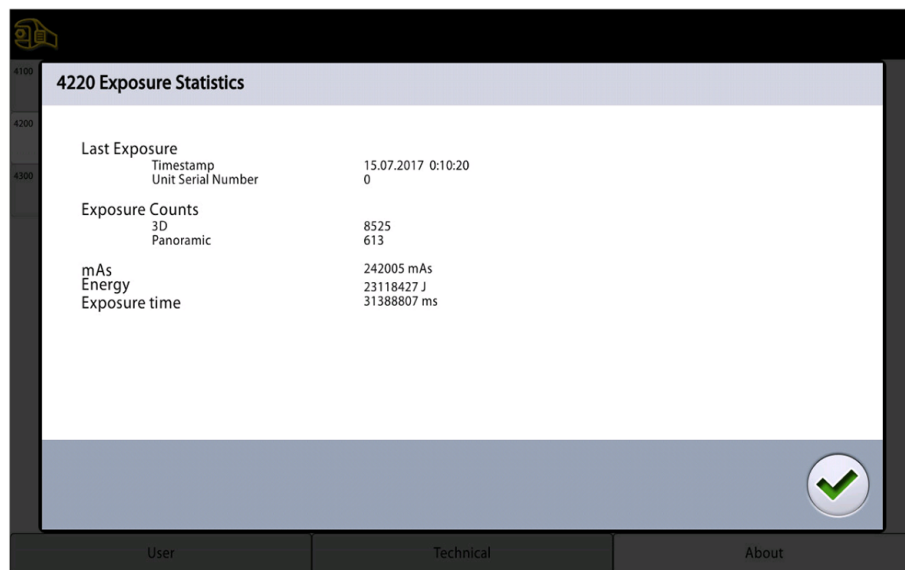 4100
4220 Exposure Statistics
4200
Last Exposure
Timestamp 15.07.2017 0:10:20
4300
Unit Serial Number 0
Exposure Counts
3D 8525
Panoramic 613
mAs 242005 mAs
Energy 23118427 J
Exposure time 31388807 ms
User Technical About